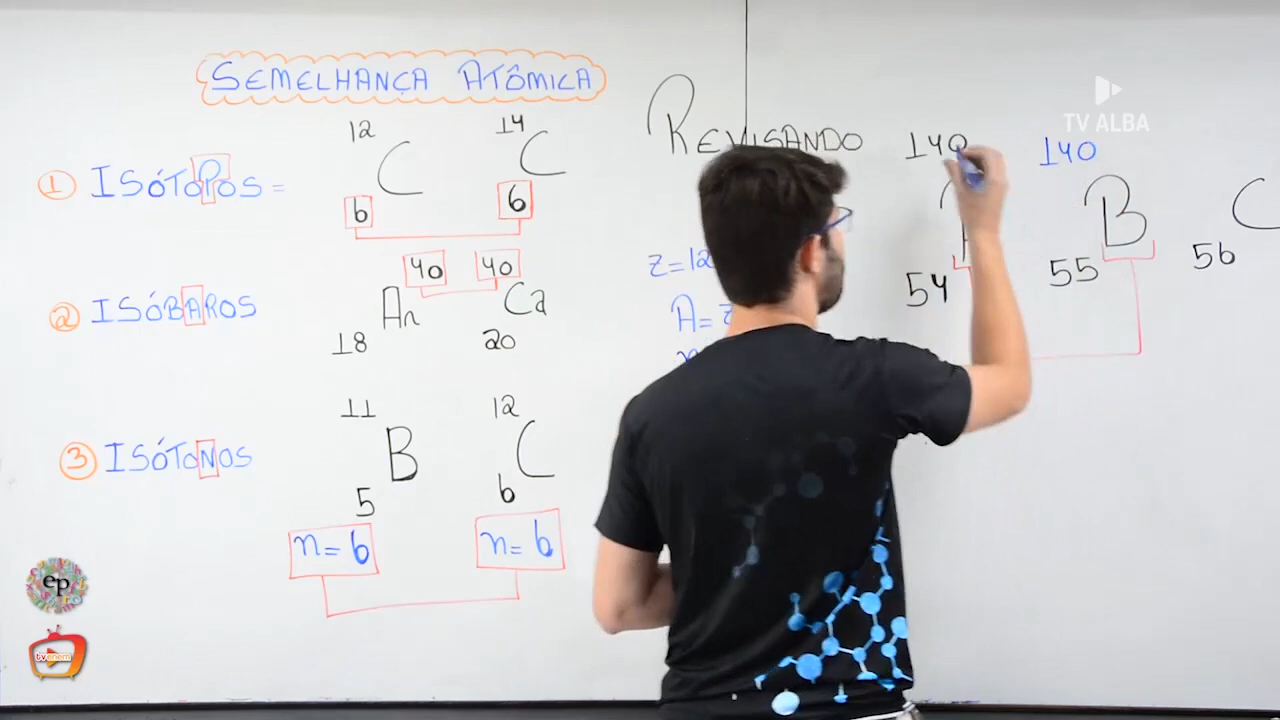 SEMELHANÇA ATÔMICA
12 C 6 14 C 6
① ISÓTOPOS =
40 Ar 18 40 Ca 20
② ISÓBAROS
11 B 5 12 C 6
③ ISÓTONOS
n=6 n=6
REVISANDO
140 54
140 B 55
C 56
Z=12
A=Z
TV ALBA
ep
tvenem